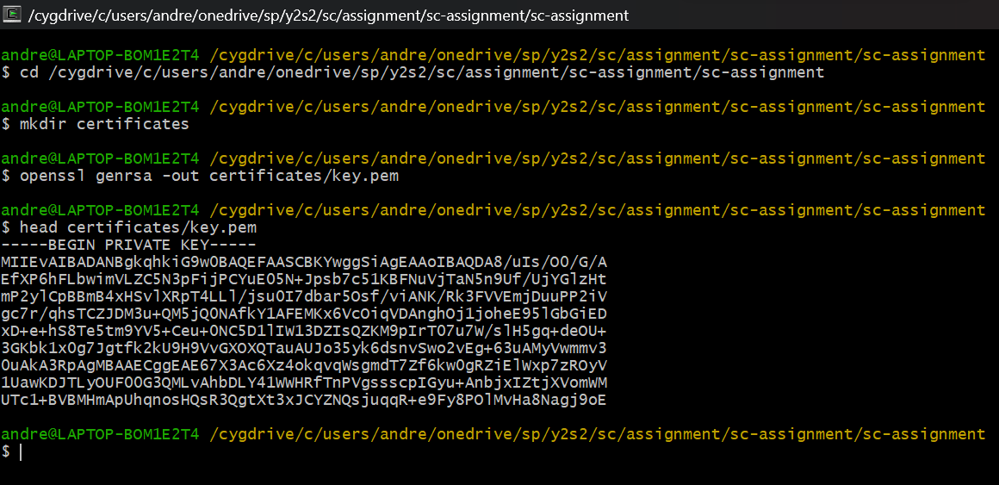 /cygdrive/c/users/andre/onedrive/sp/y2s2/sc/assignment/sc-assignment/sc-assignment
andre@LAPTOP-BOM1E2T4 /cygdrive/c/users/andre/onedrive/sp/y2s2/sc/assignment/sc-assignment/sc-assignment
$ cd /cygdrive/c/users/andre/onedrive/sp/y2s2/sc/assignment/sc-assignment/sc-assignment
andre@LAPTOP-BOM1E2T4 /cygdrive/c/users/andre/onedrive/sp/y2s2/sc/assignment/sc-assignment/sc-assignment
$ mkdir certificates
andre@LAPTOP-BOM1E2T4 /cygdrive/c/users/andre/onedrive/sp/y2s2/sc/assignment/sc-assignment/sc-assignment
$ openssl genrsa -out certificates/key.pem
andre@LAPTOP-BOM1E2T4 /cygdrive/c/users/andre/onedrive/sp/y2s2/sc/assignment/sc-assignment/sc-assignment
$ head certificates/key.pem
-----BEGIN PRIVATE KEY-----
MIIEvAIBADANBgkqhkiG9w0BAQEFAASCBKYwggSiAgEAAoIBAQDA8/uIs/O0/G/A
EfXP6hFLbwimVLZC5N3pFijPCYuE05N+Jpsb7c51KBFNuVjTaN5n9Uf/UjYGlzHt
mP2ylCpBBmB4xHSvlXRpT4LLl/jsuOI7dbar5Osf/viANK/Rk3FVVEmjDuuPP2iV
gc7r/qhsTCZJDM3u+QM5jQ0NAfkY1AFEMKx6VcOiqVDAnghOj1joheE95lGbGiED
xD+e+hS8Te5tm9YV5+Ceu+0NC5D1lIW13DZIsQZKM9pIrT07u7W/slH5gq+deOU+
3GKbk1xOg7Jgtfk2kU9H9VvGXOXQTauAUJo35yk6dsnvSwo2vEg+63uAMyVwmmv3
0uAkA3RpAgMBAAECggEAE67X3Ac6Xz4okqvqWsgmdT7Zf6kw0gRZiElWxp7zROyV
1UawKDJTLyOUF00G3QMLvAhbDLY41WWHRfTnPVgssscpIGyu+AnbjxIZtjXVomWM
UTc1+BVBMHmApUhqnosHQsR3QgtXt3xJCYZNQsjuqqR+e9Fy8POlMvHa8Nagj9oE
andre@LAPTOP-BOM1E2T4 /cygdrive/c/users/andre/onedrive/sp/y2s2/sc/assignment/sc-assignment/sc-assignment
$